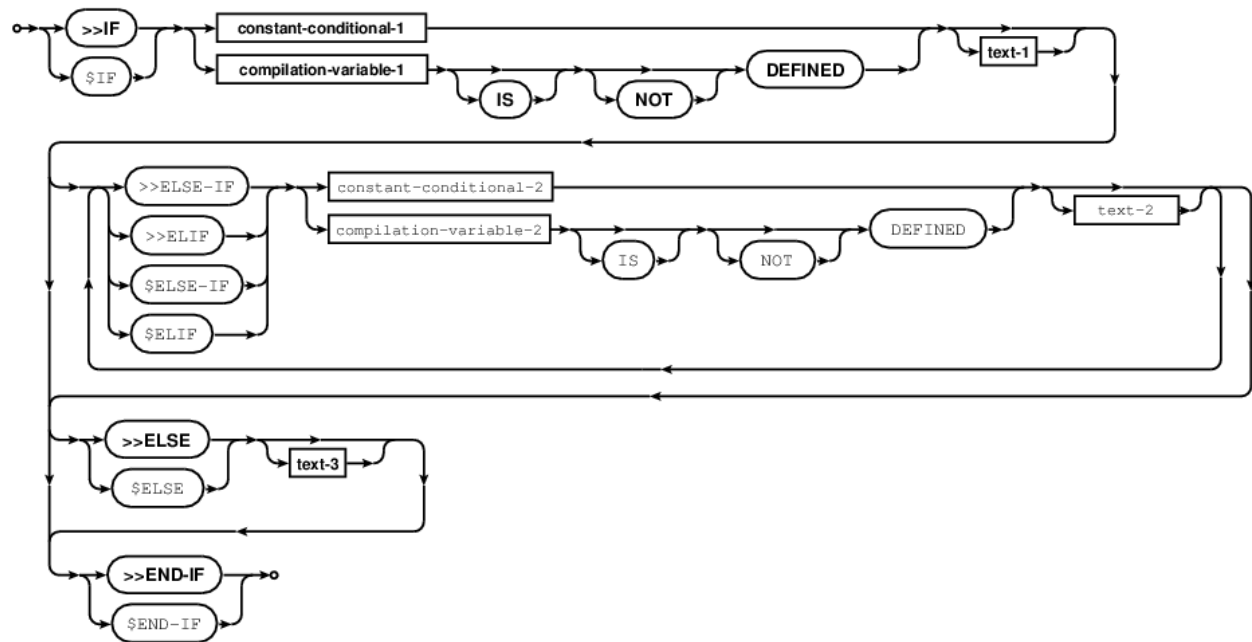 >>IF constant-conditional-1 text-1
$IF compilation-variable-1 IS NOT DEFINED
>>ELSE-IF constant-conditional-2 text-2
>>ELIF compilation-variable-2 IS NOT DEFINED
$ELSE-IF
$ELIF
>>ELSE text-3
$ELSE
>>END-IF
$END-IF